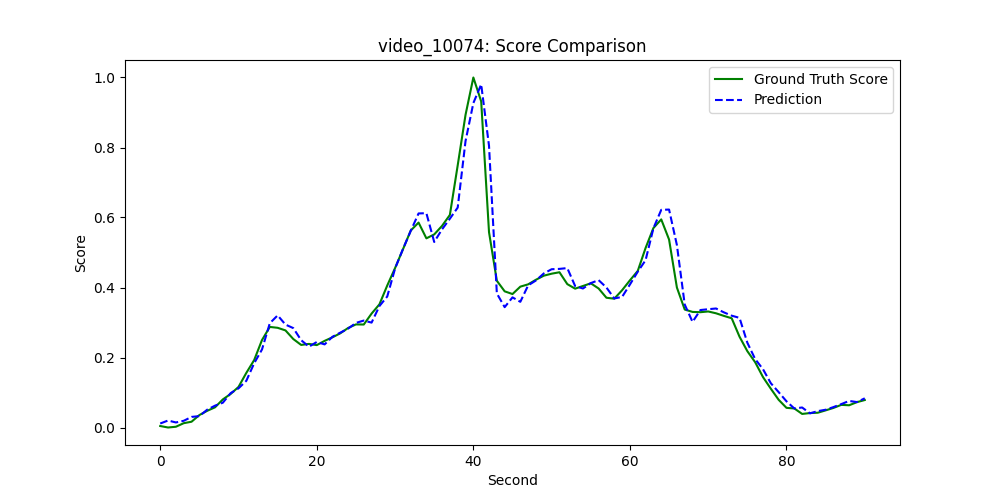 video_10074: Score Comparison
Ground Truth Score
Prediction
1.0
0.8
0.6
0.4
0.2
0.0
Score
0 20 40 60 80
Second